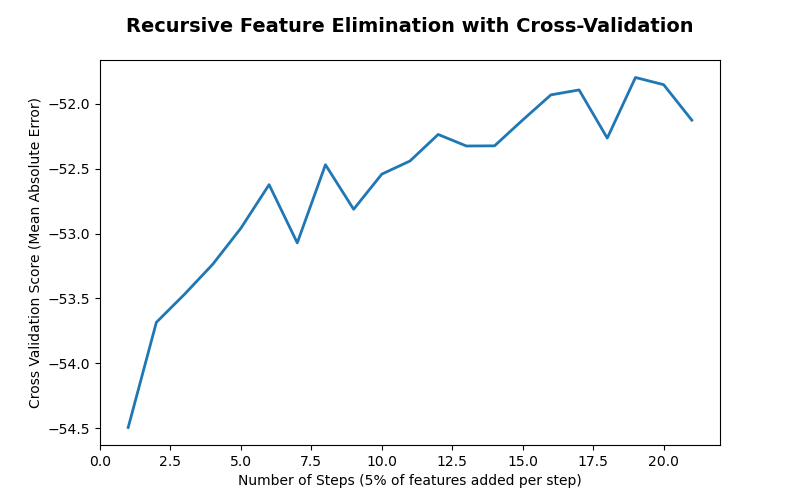 Recursive Feature Elimination with Cross-Validation
Cross Validation Score (Mean Absolute Error)
−52.0
−52.5
−53.0
−53.5
−54.0
−54.5
0.0 2.5 5.0 7.5 10.0 12.5 15.0 17.5 20.0
Number of Steps (5% of features added per step)